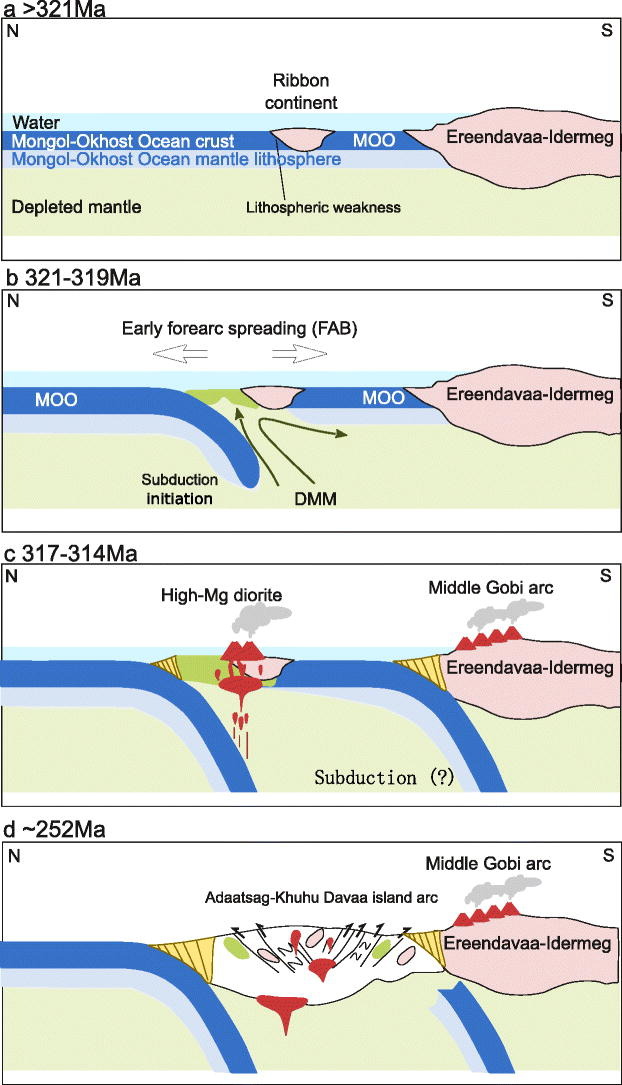 a >321Ma
N
S
Ribbon
continent
Water
Mongol-Okhost Ocean crust
MOO
Ereendavaa-Idermeg
Mongol-Okhost Ocean mantle lithosphere
Depleted mantle
Lithospheric weakness
b 321-319Ma
N
S
Early forearc spreading (FAB)
MOO
MOO
Ereendavaa-Idermeg
Subduction
initiation
DMM
c 317-314Ma
N
S
High-Mg diorite
Middle Gobi arc
Ereendavaa-Idermeg
Subduction (?)
d ~252Ma
N
S
Middle Gobi arc
Adaatsag-Khuhu Davaa island arc
Ereendavaa-Idermeg